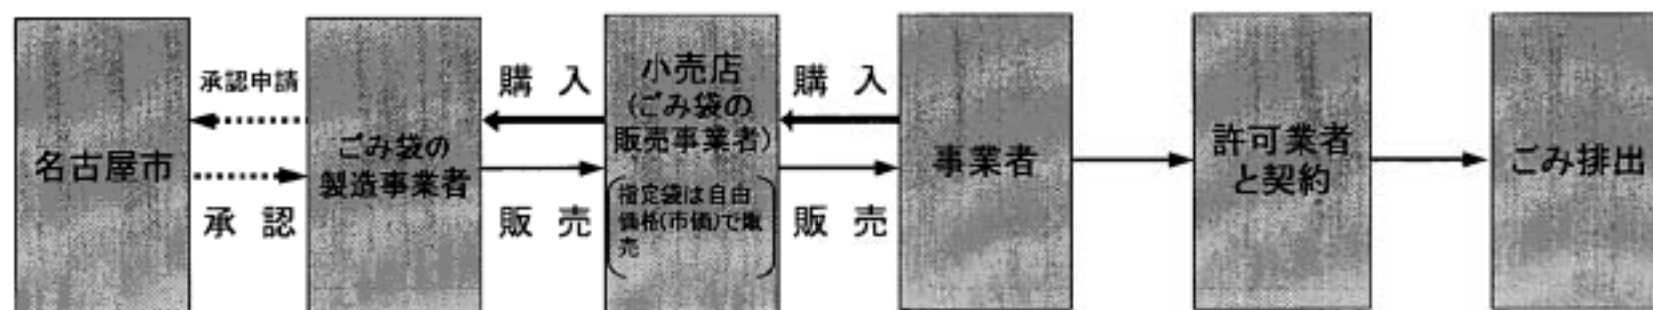 名古屋市
承認申請
承認
ごみ袋の
製造事業者
購入
販売
小売店
(ごみ袋の
販売事業者)
(指定袋は自由
価格(市価)で販
売)
購入
販売
事業者
許可業者
と契約
ごみ排出